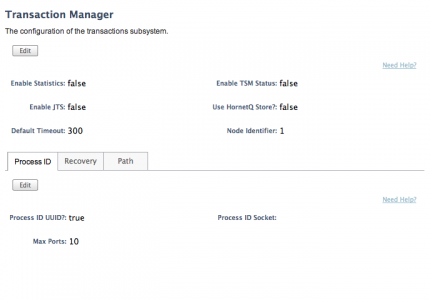 Transaction Manager
The configuration of the transactions subsystem.
Edit
Need Help?
Enable Statistics: false Enable TSM Status: false
Enable JTS: false Use HornetQ Store?: false
Default Timeout: 300 Node Identifier: 1
Process ID Recovery Path
Edit
Need Help?
Process ID UUID?: true Process ID Socket:
Max Ports: 10